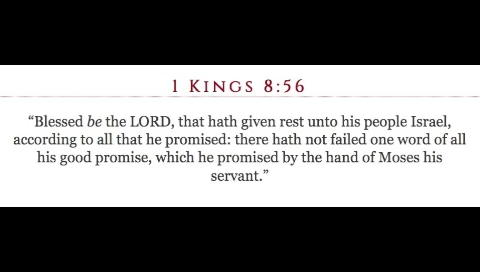 1 Kings 8:56
“Blessed be the LORD, that hath given rest unto his people Israel,
according to all that he promised: there hath not failed one word of all
his good promise, which he promised by the hand of Moses his
servant.”